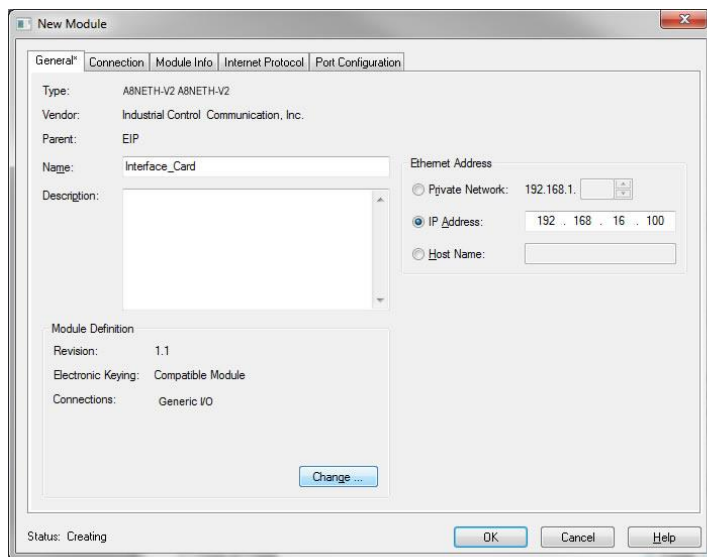 New Module
General* Connection Module Info Internet Protocol Port Configuration
Type: A8NETH-V2 A8NETH-V2
Vendor: Industrial Control Communication, Inc.
Parent: EIP
Name: Interface_Card
Description:
Ethernet Address
Private Network: 192.168.1.
IP Address: 192 . 168 . 16 . 100
Host Name:
Module Definition
Revision: 1.1
Electronic Keying: Compatible Module
Connections: Generic I/O
Change ...
Status: Creating
OK Cancel Help